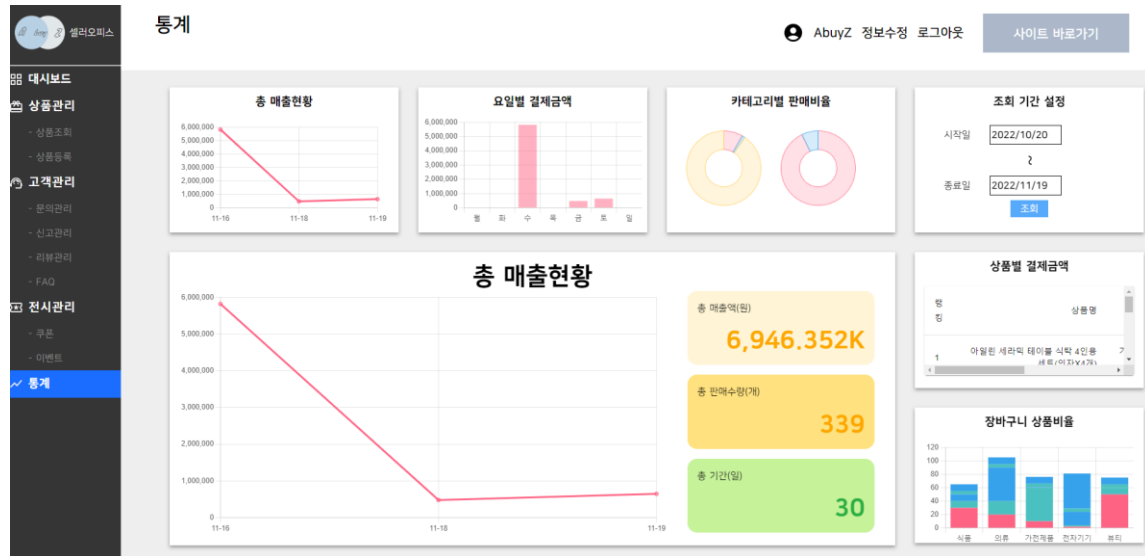 셀러오피스
통계
AbuyZ 정보수정 로그아웃
사이트 바로가기
대시보드
상품관리
- 상품조회
- 상품등록
고객관리
- 문의관리
- 신고관리
- 리뷰관리
- FAQ
전시관리
- 쿠폰
- 이벤트
통계
총 매출현황
6,000,000
5,000,000
4,000,000
3,000,000
2,000,000
1,000,000
0
11-16 11-18 11-19
요일별 결제금액
6,000,000
5,000,000
4,000,000
3,000,000
2,000,000
1,000,000
0
월 화 수 목 금 토 일
카테고리별 판매비율
조회 기간 설정
시작일 2022/10/20
~
종료일 2022/11/19
조회
총 매출현황
6,000,000
5,000,000
4,000,000
3,000,000
2,000,000
1,000,000
0
11-16 11-18 11-19
총 매출액(원)
6,946.352K
총 판매수량(개)
339
총 기간(일)
30
상품별 결제금액
랭
킹
상품명
1 아일린 세라믹 테이블 식탁 4인용
세트(의자X4개)
장바구니 상품비율
120
100
80
60
40
20
0
식품 의류 가전제품 전자기기 뷰티